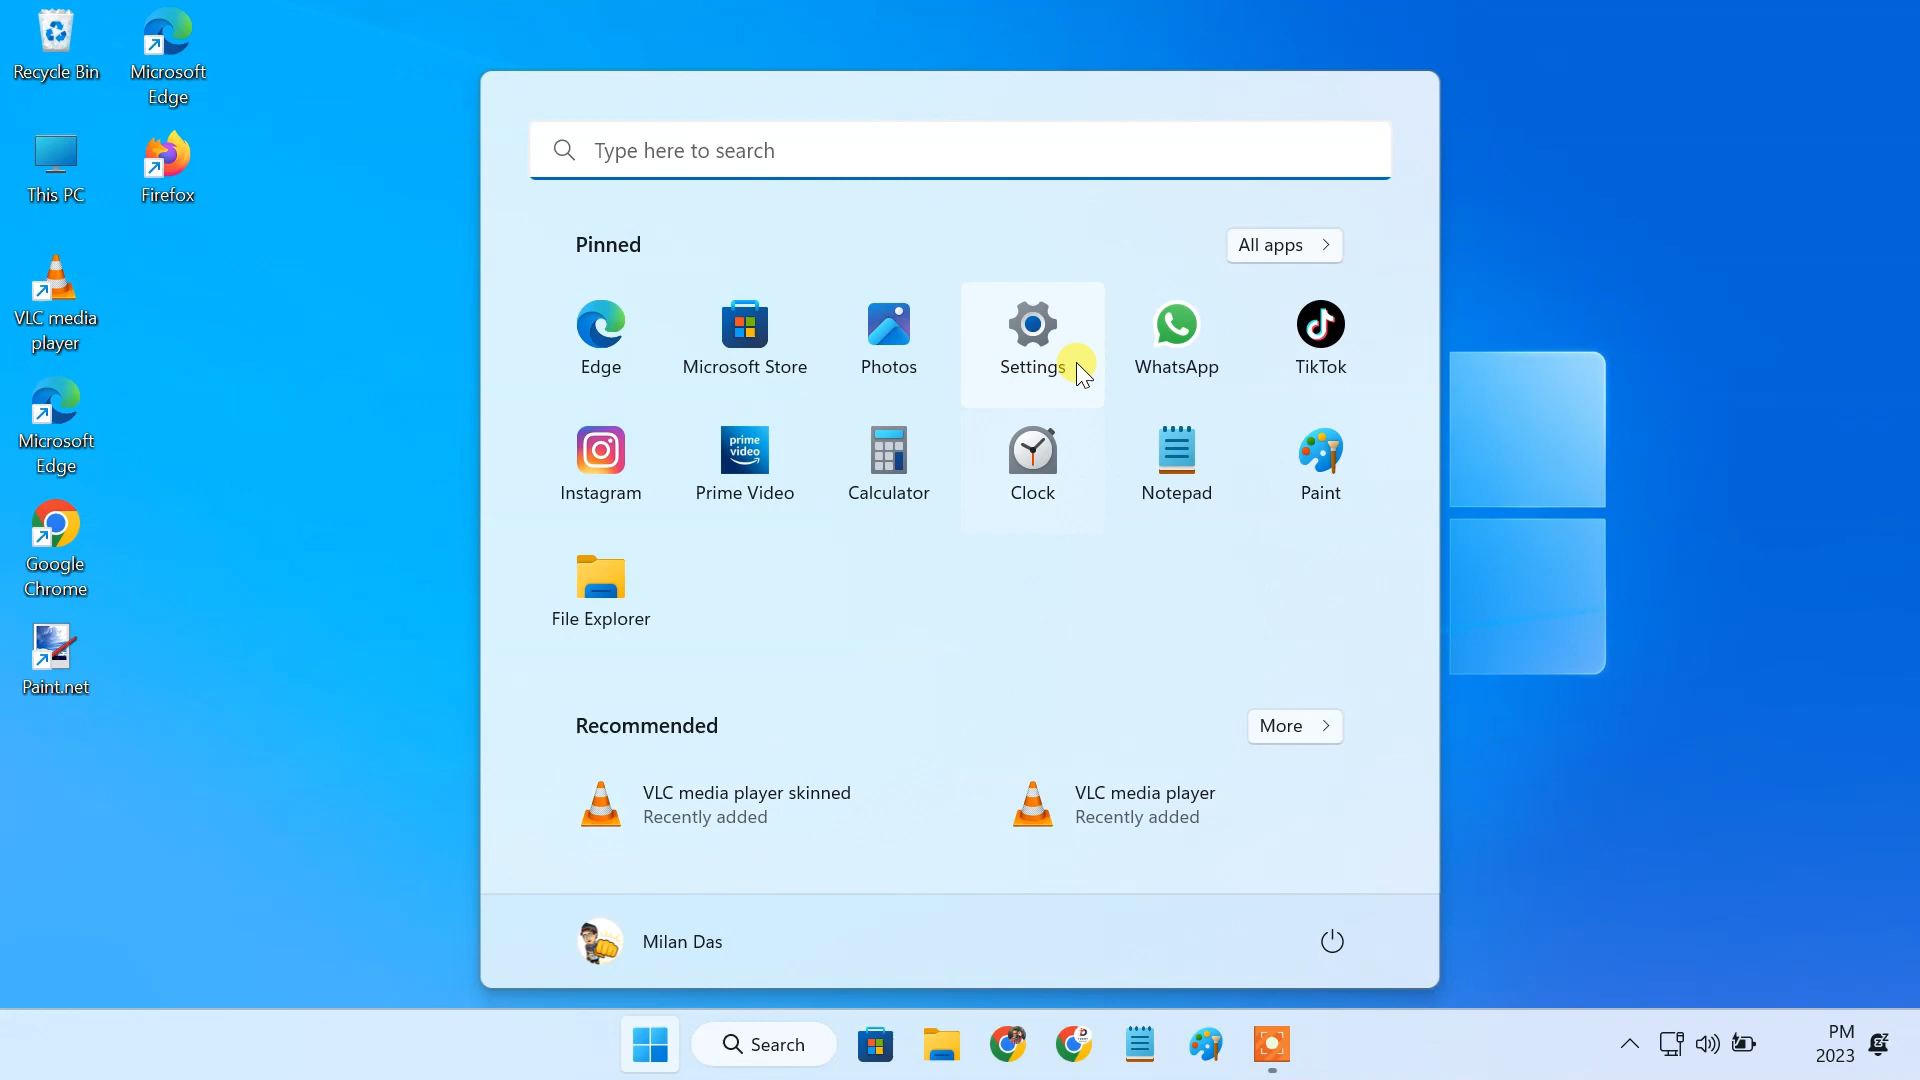 Recycle Bin
Microsoft
Edge
This PC
Firefox
VLC media
player
Microsoft
Edge
Google
Chrome
Paint.net
Type here to search
Pinned
All apps
Edge
Microsoft Store
Photos
Settings
WhatsApp
TikTok
prime
video
Instagram
Prime Video
Calculator
Clock
Notepad
Paint
File Explorer
Recommended
More
VLC media player skinned
Recently added
VLC media player
Recently added
Milan Das
Search
PM
2023